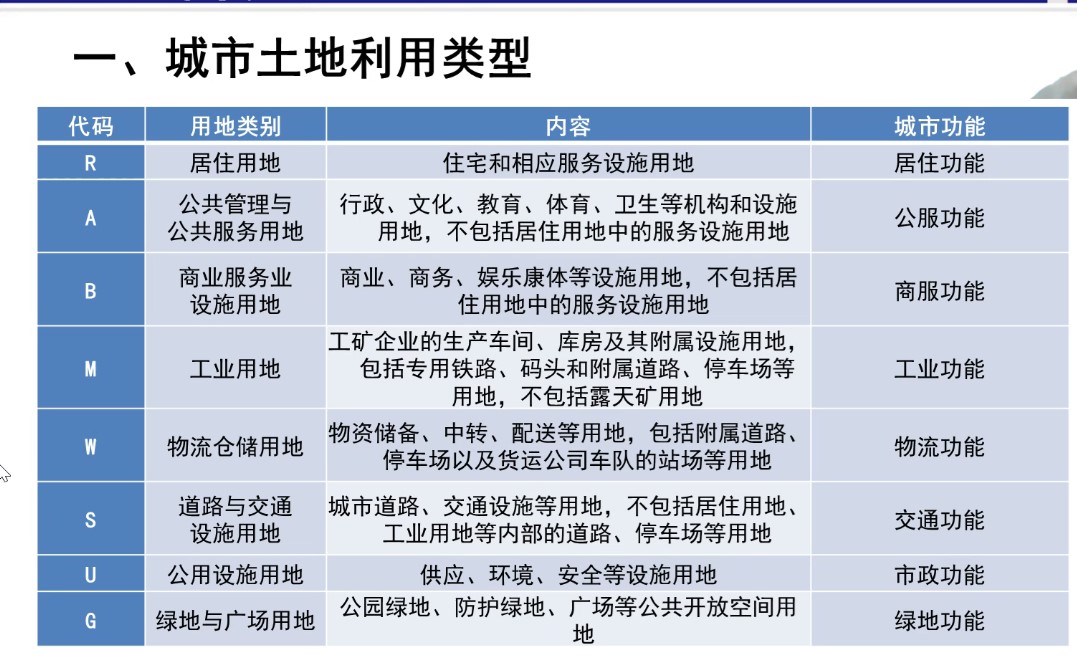 一、城市土地利用类型
代码 用地类别 内容 城市功能
R 居住用地 住宅和相应服务设施用地 居住功能
A 公共管理与
公共服务用地 行政、文化、教育、体育、卫生等机构和设施
用地，不包括居住用地中的服务设施用地 公服功能
B 商业服务业
设施用地 商业、商务、娱乐康体等设施用地，不包括居
住用地中的服务设施用地 商服功能
M 工业用地 工矿企业的生产车间、库房及其附属设施用地，
包括专用铁路、码头和附属道路、停车场等
用地，不包括露天矿用地 工业功能
W 物流仓储用地 物资储备、中转、配送等用地，包括附属道路、
停车场以及货运公司车队的站场等用地 物流功能
S 道路与交通
设施用地 城市道路、交通设施等用地，不包括居住用地、
工业用地等内部的道路、停车场等用地 交通功能
U 公用设施用地 供应、环境、安全等设施用地 市政功能
G 绿地与广场用地 公园绿地、防护绿地、广场等公共开放空间用
地 绿地功能